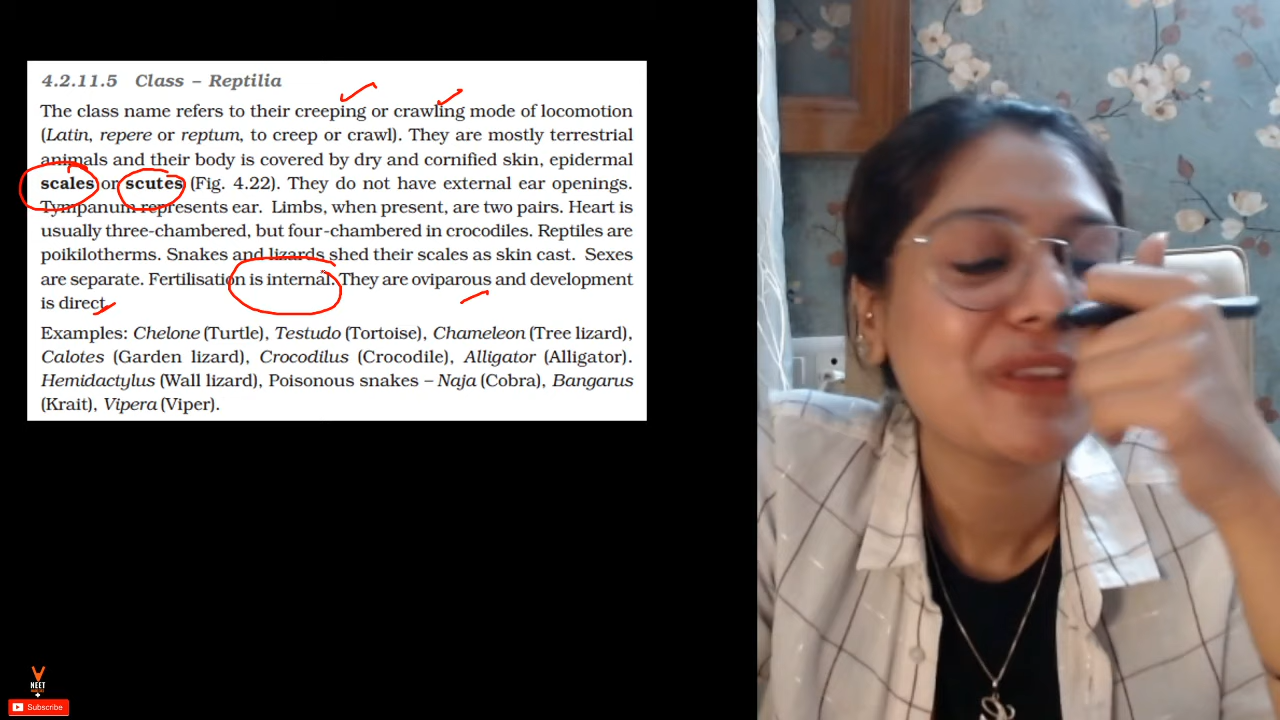 4.2.11.5 Class – Reptilia
The class name refers to their creeping or crawling mode of locomotion
(Latin, repere or reptum, to creep or crawl). They are mostly terrestrial
animals and their body is covered by dry and cornified skin, epidermal
scales or scutes (Fig. 4.22). They do not have external ear openings.
Tympanum represents ear. Limbs, when present, are two pairs. Heart is
usually three-chambered, but four-chambered in crocodiles. Reptiles are
poikilotherms. Snakes and lizards shed their scales as skin cast. Sexes
are separate. Fertilisation is internal. They are oviparous and development
is direct.
Examples: Chelone (Turtle), Testudo (Tortoise), Chameleon (Tree lizard),
Calotes (Garden lizard), Crocodilus (Crocodile), Alligator (Alligator).
Hemidactylus (Wall lizard), Poisonous snakes – Naja (Cobra), Bangarus
(Krait), Vipera (Viper).
NEET
Subscribe